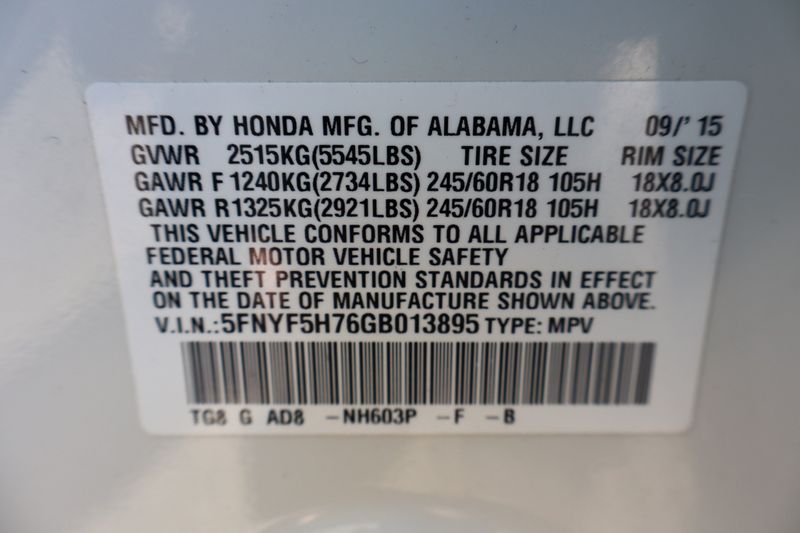 MFD. BY HONDA MFG. OF ALABAMA, LLC 09/'15
GVWR 2515KG(5545LBS) TIRE SIZE RIM SIZE
GAWR F 1240KG(2734LBS) 245/60R18 105H 18X8.0J
GAWR R 1325KG(2921LBS) 245/60R18 105H 18X8.0J
THIS VEHICLE CONFORMS TO ALL APPLICABLE
FEDERAL MOTOR VEHICLE SAFETY
AND THEFT PREVENTION STANDARDS IN EFFECT
ON THE DATE OF MANUFACTURE SHOWN ABOVE.
V.I.N.:5FNYF5H76GB013895 TYPE: MPV
TG8 G AD8 -NH603P -F -B